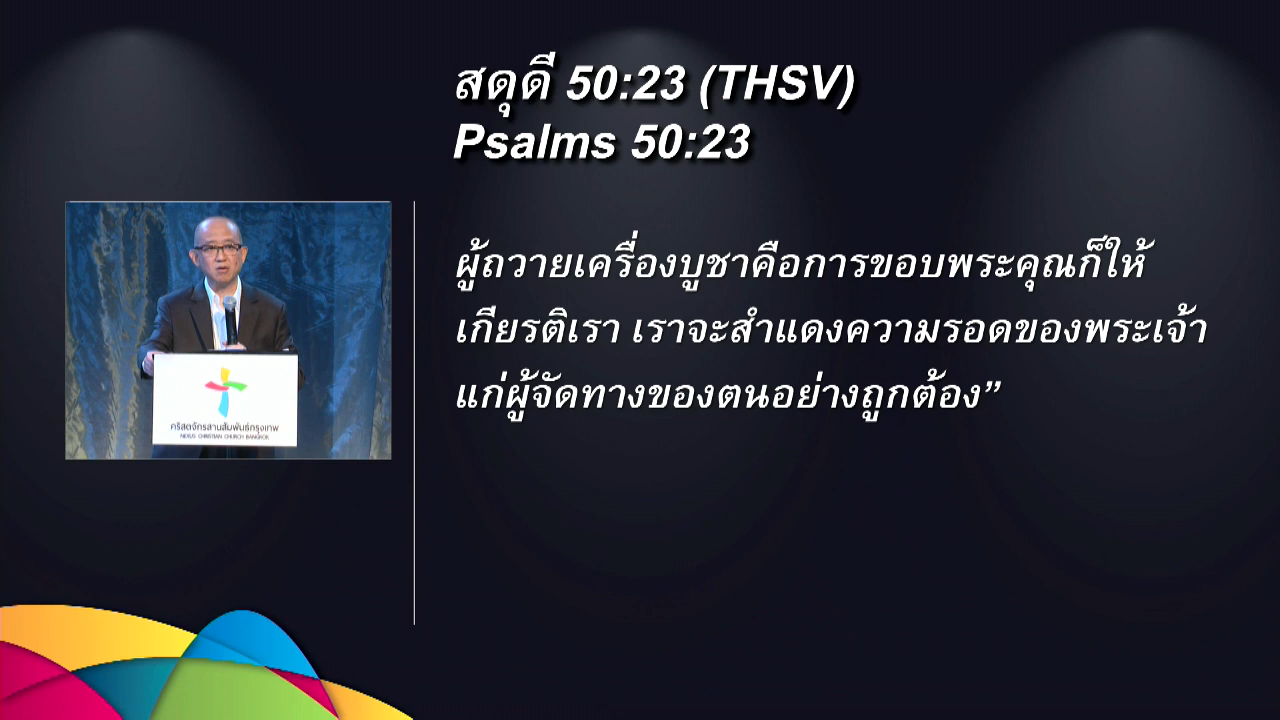 สดุดี 50:23 (THSV)
Psalms 50:23
ผู้ถวายเครื่องบูชาคือการขอบพระคุณก็ให้
เกียรติเรา เราจะสำแดงความรอดของพระเจ้า
แก่ผู้จัดทางของตนอย่างถูกต้อง”
คริสตจักรสานสัมพันธ์กรุงเทพ
NEXUS CHRISTIAN CHURCH BANGKOK